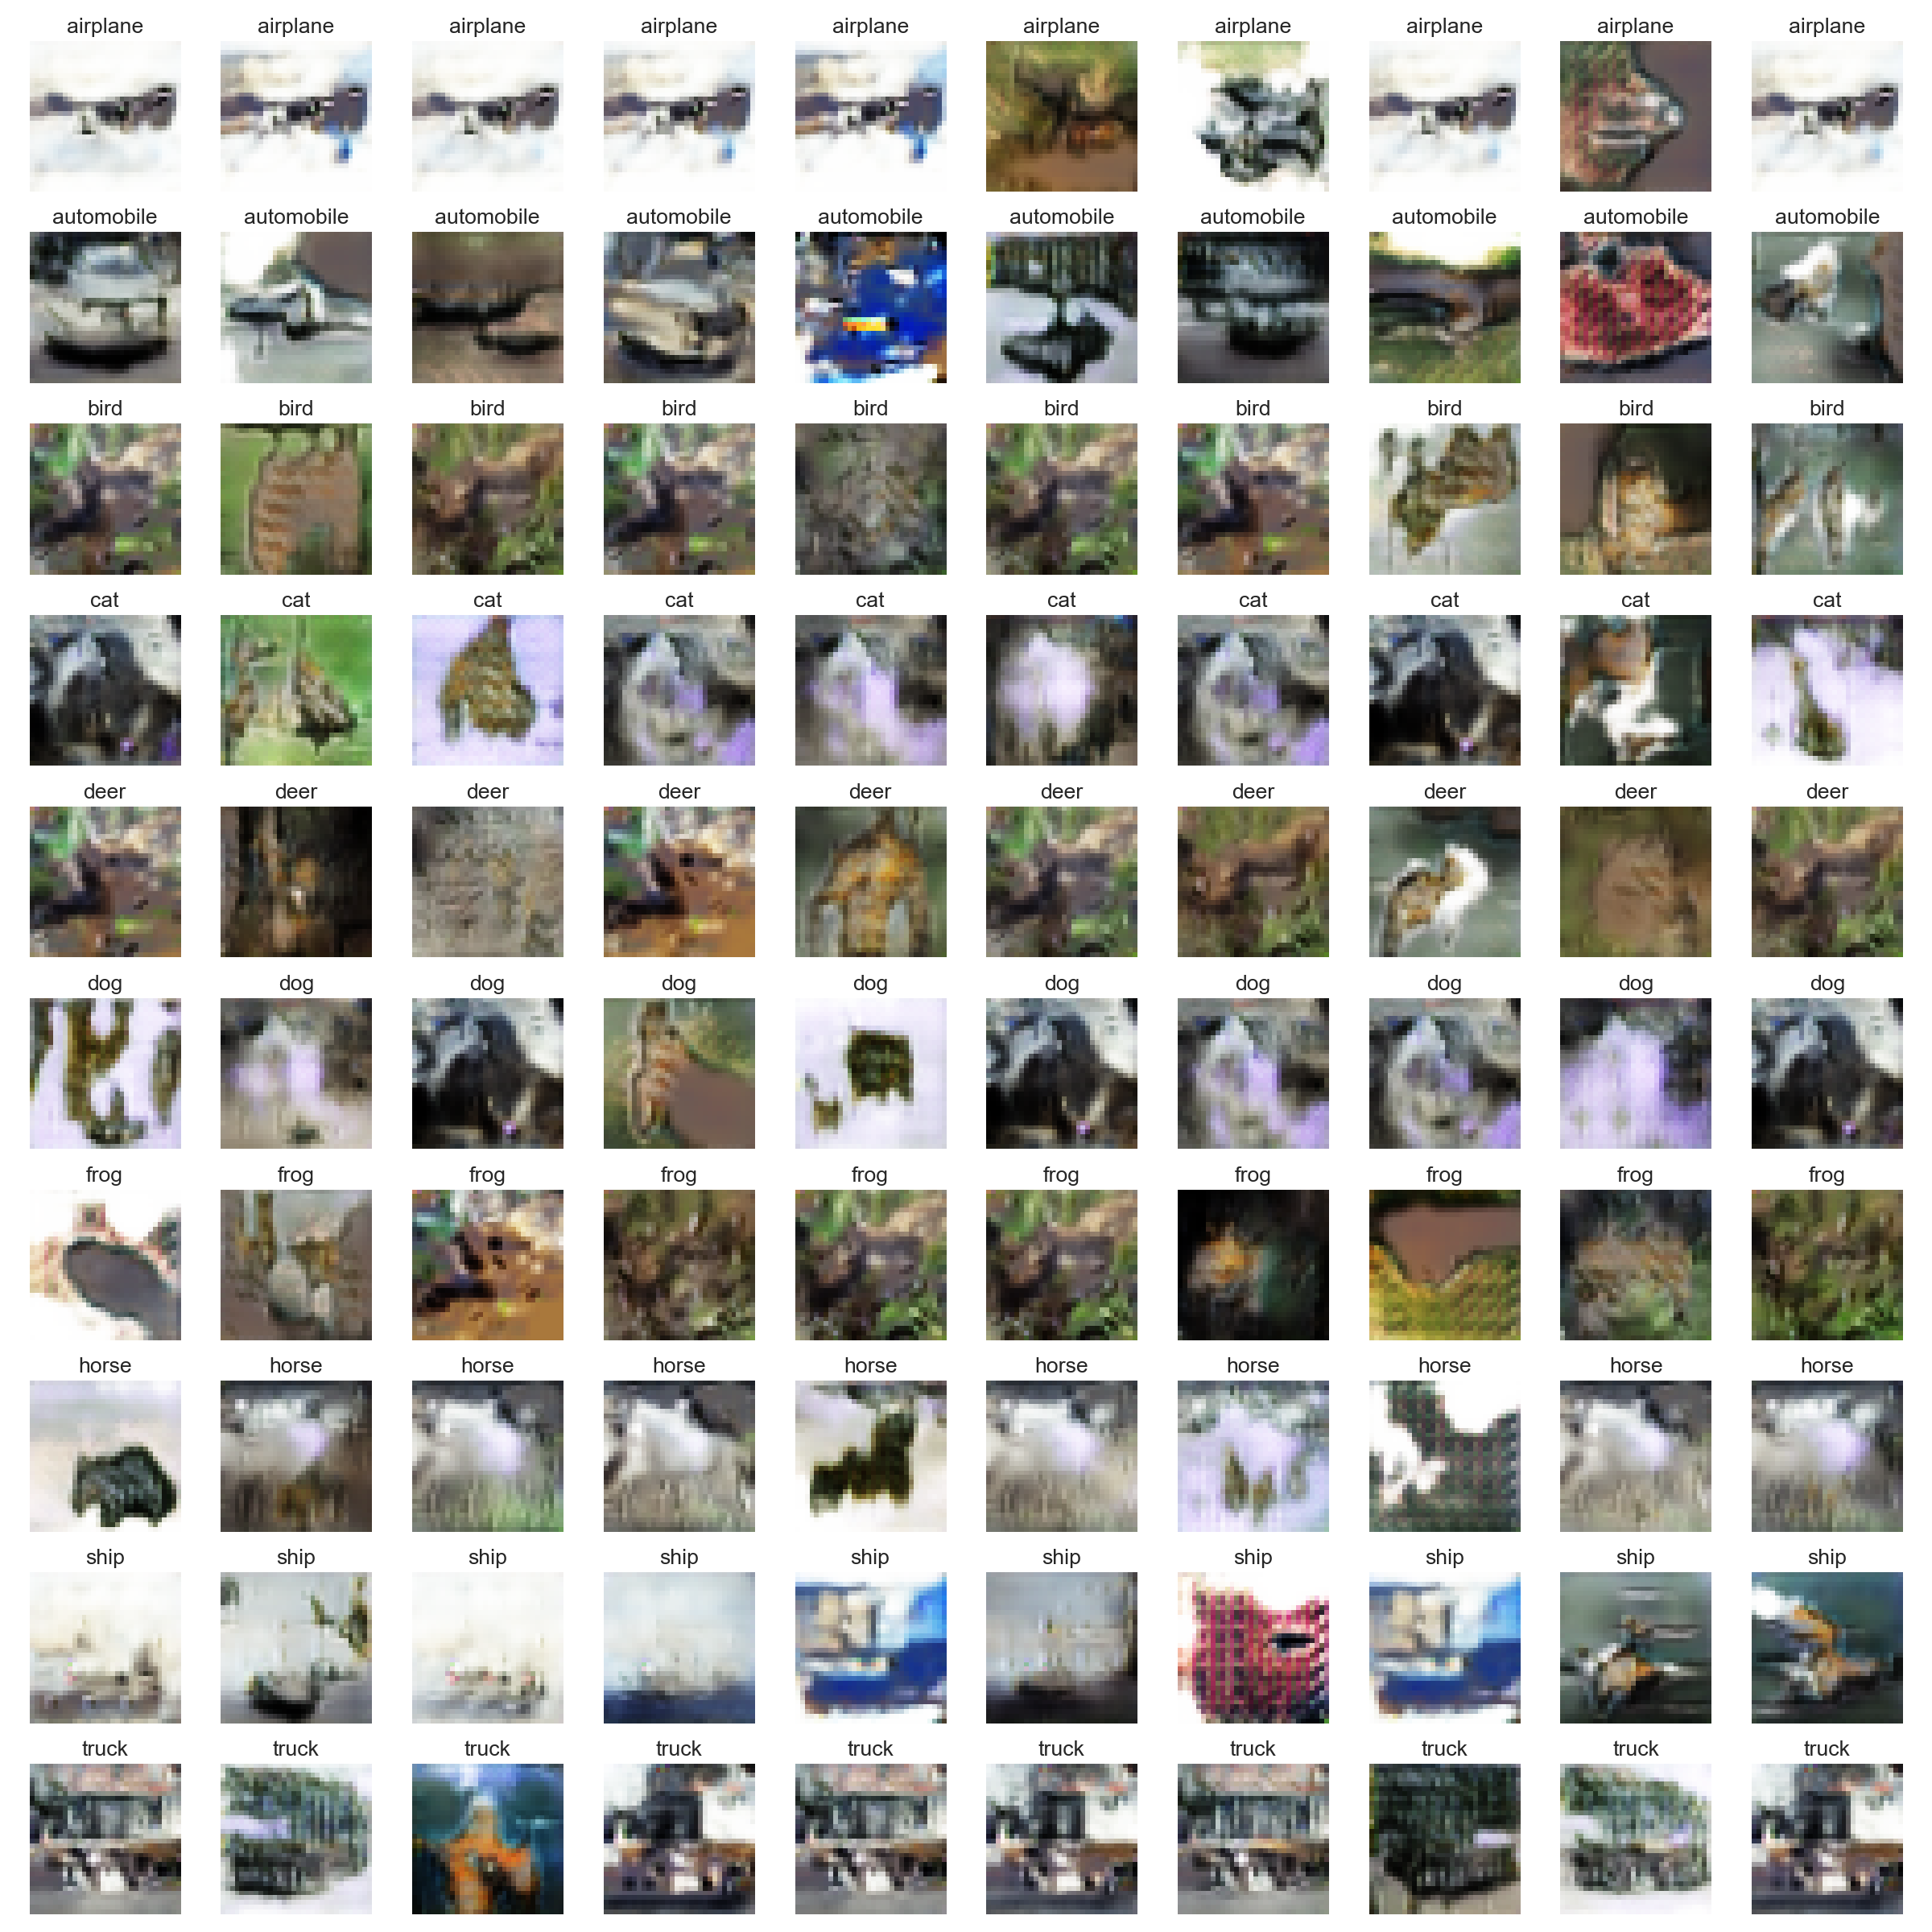 airplane airplane airplane airplane airplane airplane airplane airplane airplane airplane
automobile automobile automobile automobile automobile automobile automobile automobile automobile automobile
bird bird bird bird bird bird bird bird bird bird
cat cat cat cat cat cat cat cat cat cat
deer deer deer deer deer deer deer deer deer deer
dog dog dog dog dog dog dog dog dog dog
frog frog frog frog frog frog frog frog frog frog
horse horse horse horse horse horse horse horse horse horse
ship ship ship ship ship ship ship ship ship ship
truck truck truck truck truck truck truck truck truck truck